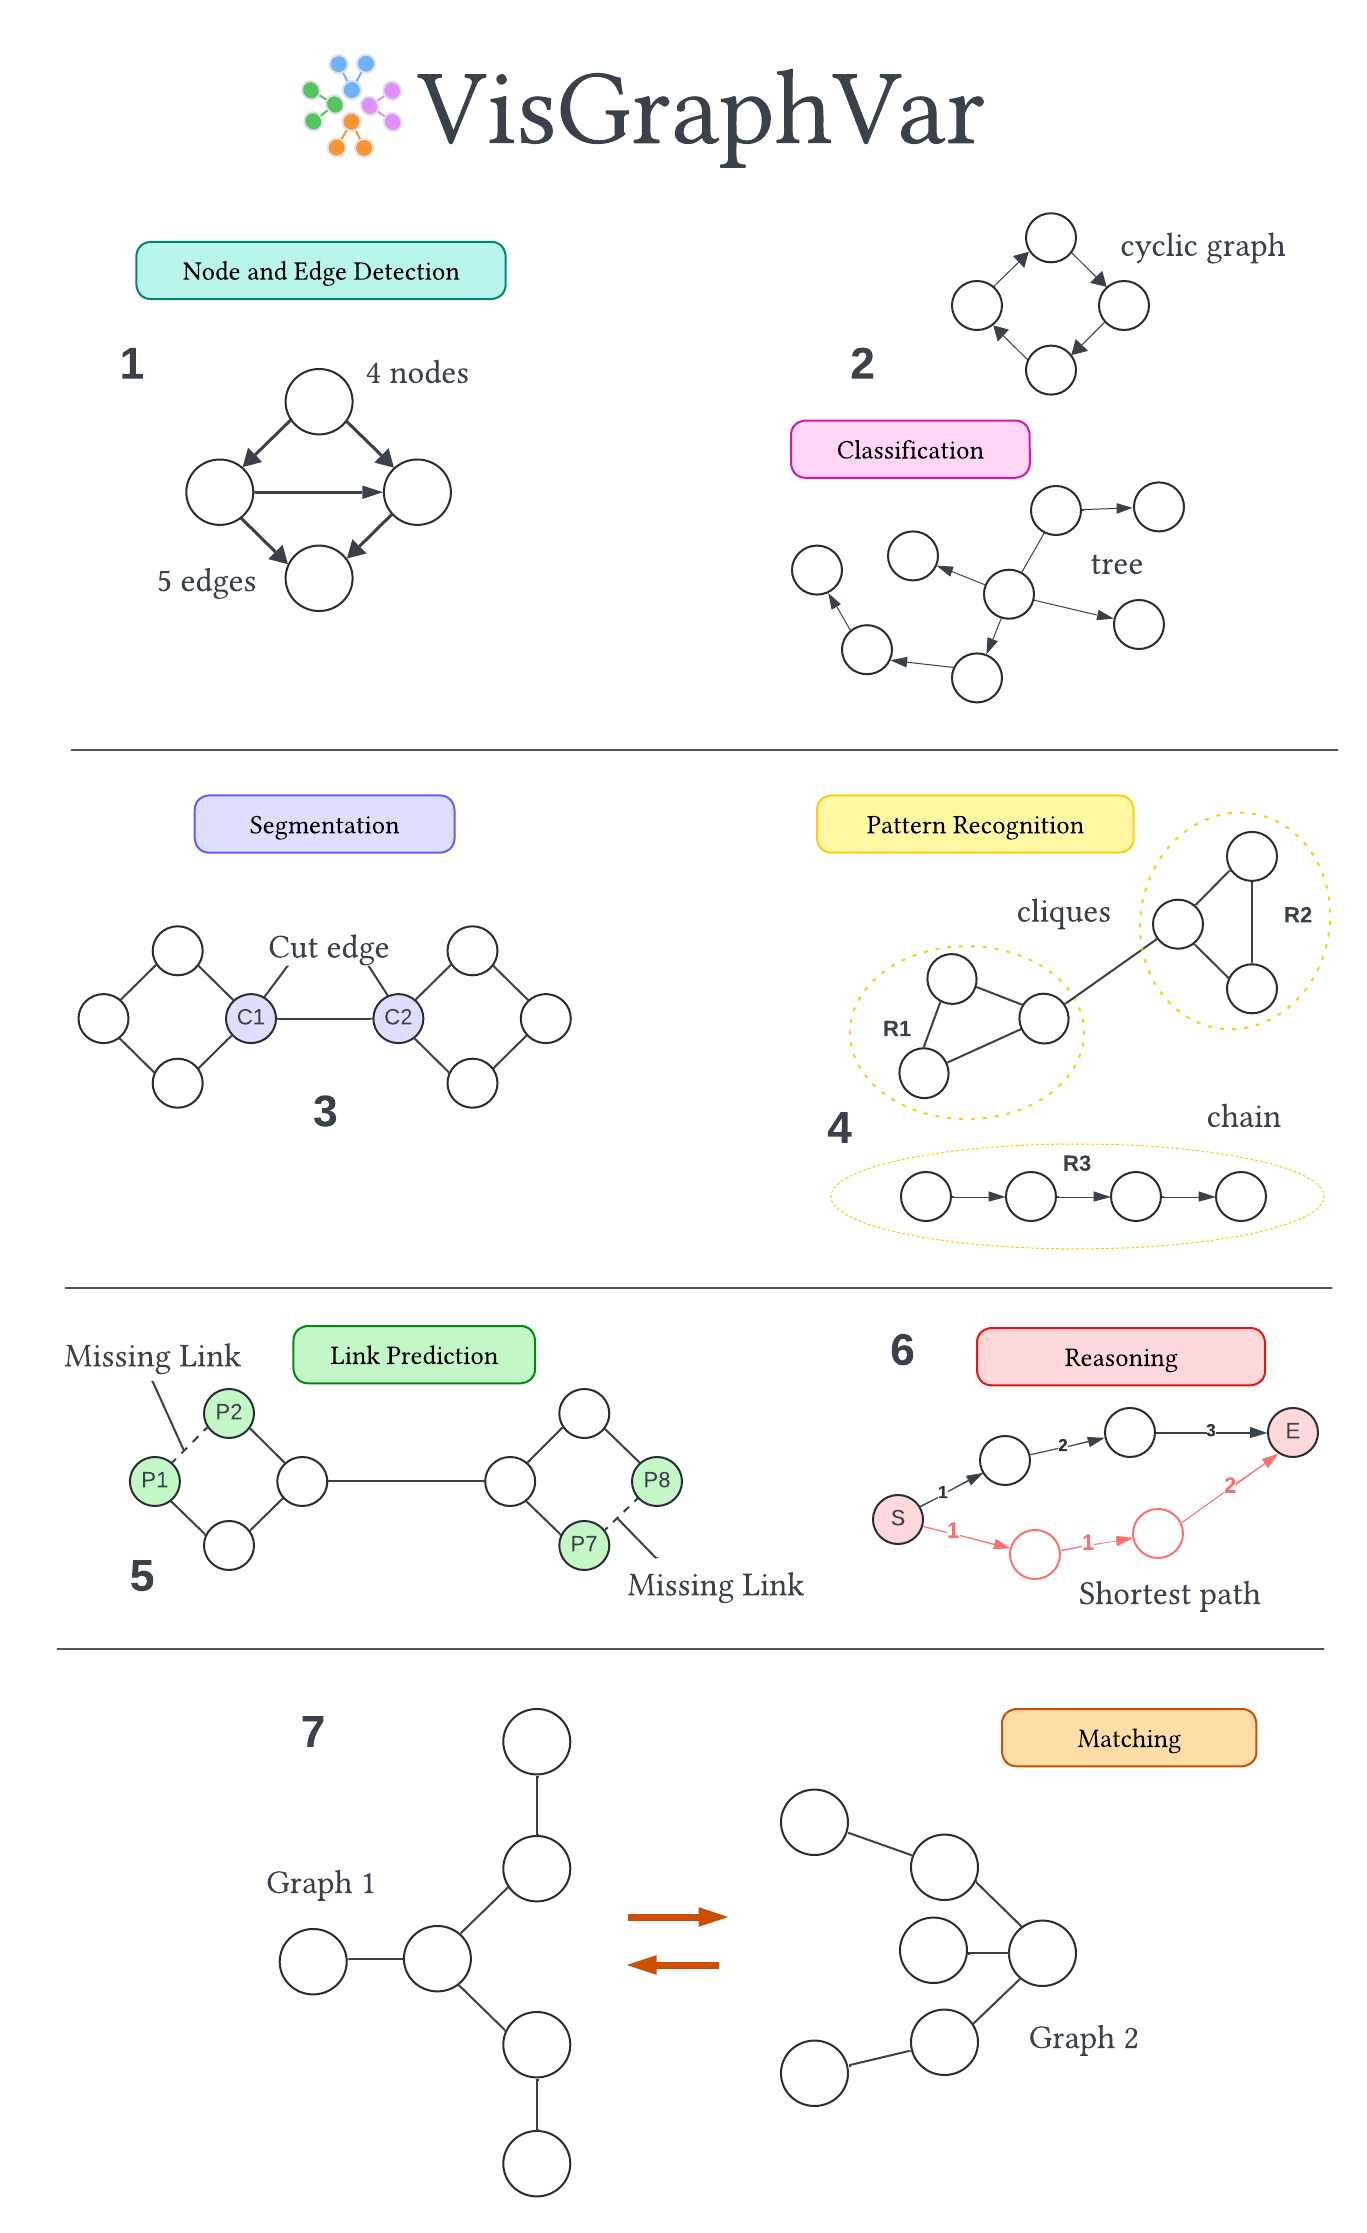 VisGraphVar
Node and Edge Detection
1
4 nodes
5 edges
2
cyclic graph
Classification
tree
Segmentation
Cut edge
C1
C2
3
Pattern Recognition
cliques
R2
R1
4
chain
R3
Missing Link
Link Prediction
P2
P1
P8
P7
5
Missing Link
6
Reasoning
1
2
3
E
S
1
1
2
Shortest path
7
Matching
Graph 1
Graph 2